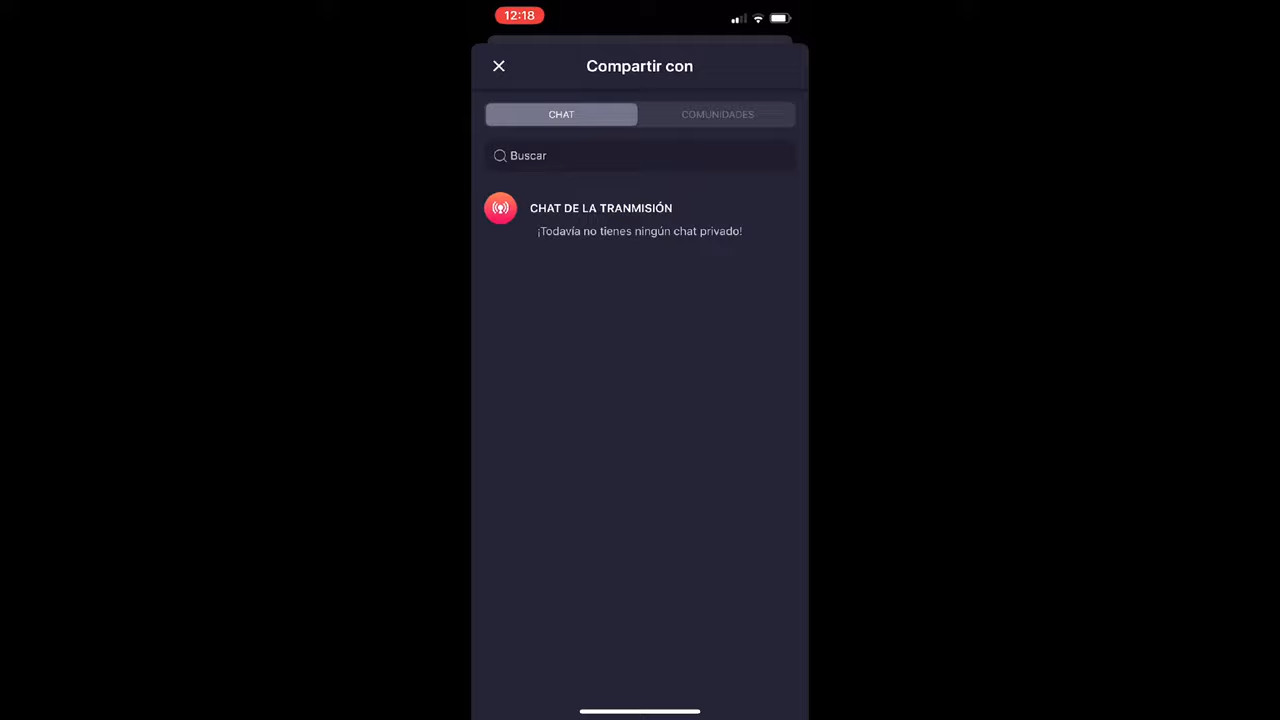 12:18
Compartir con
CHAT
COMUNIDADES
Buscar
CHAT DE LA TRANMISIÓN
¡Todavía no tienes ningún chat privado!